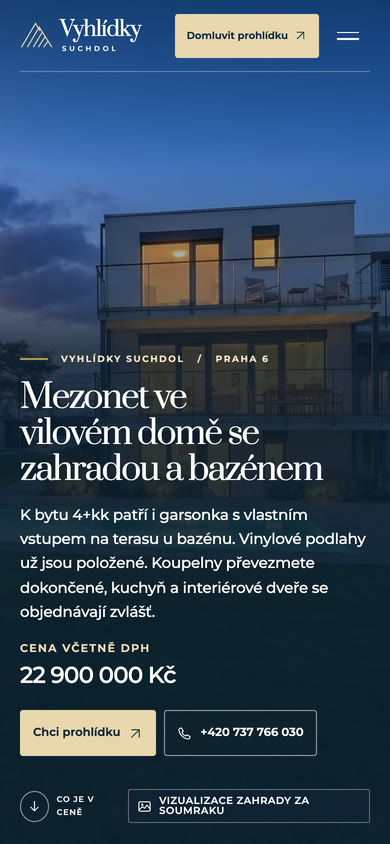 Vyhlídky
SUCHDOL
Domluvit prohlídku
VYHLÍDKY SUCHDOL / PRAHA 6
Mezonet ve
vilovém domě se
zahradou a bazénem
K bytu 4+kk patří i garsonka s vlastním
vstupem na terasu u bazénu. Vinylové podlahy
už jsou položené. Koupelny převezmete
dokončené, kuchyň a interiérové dveře se
objednávají zvlášť.
CENA VČETNĚ DPH
22 900 000 Kč
Chci prohlídku
+420 737 766 030
CO JE V
CENĚ
VIZUALIZACE ZAHRADY ZA
SOUMRAKU